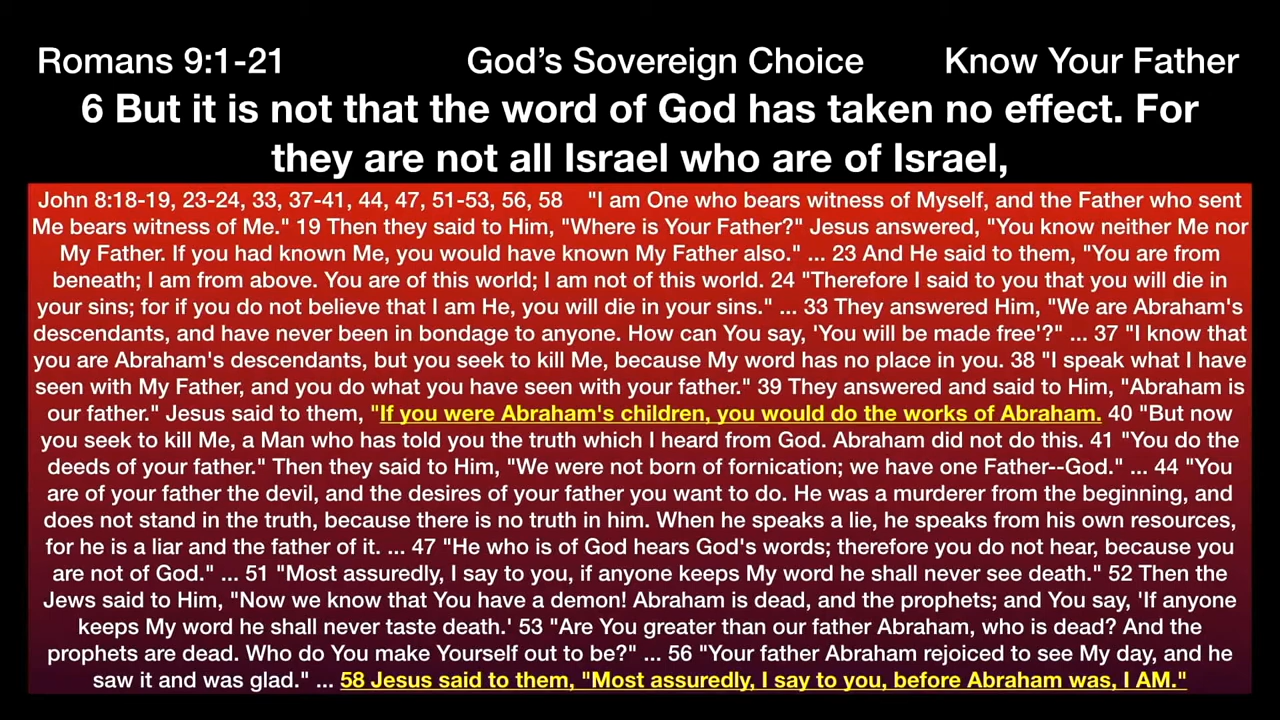 Romans 9:1-21 God’s Sovereign Choice Know Your Father
6 But it is not that the word of God has taken no effect. For
they are not all Israel who are of Israel,
John 8:18-19, 23-24, 33, 37-41, 44, 47, 51-53, 56, 58 "I am One who bears witness of Myself, and the Father who sent
Me bears witness of Me." 19 Then they said to Him, "Where is Your Father?" Jesus answered, "You know neither Me nor
My Father. If you had known Me, you would have known My Father also." ... 23 And He said to them, "You are from
beneath; I am from above. You are of this world; I am not of this world. 24 "Therefore I said to you that you will die in
your sins; for if you do not believe that I am He, you will die in your sins." ... 33 They answered Him, "We are Abraham's
descendants, and have never been in bondage to anyone. How can You say, 'You will be made free'?" ... 37 "I know that
you are Abraham's descendants, but you seek to kill Me, because My word has no place in you. 38 "I speak what I have
seen with My Father, and you do what you have seen with your father." 39 They answered and said to Him, "Abraham is
our father." Jesus said to them, "If you were Abraham's children, you would do the works of Abraham. 40 "But now
you seek to kill Me, a Man who has told you the truth which I heard from God. Abraham did not do this. 41 "You do the
deeds of your father." Then they said to Him, "We were not born of fornication; we have one Father--God." ... 44 "You
are of your father the devil, and the desires of your father you want to do. He was a murderer from the beginning, and
does not stand in the truth, because there is no truth in him. When he speaks a lie, he speaks from his own resources,
for he is a liar and the father of it. ... 47 "He who is of God hears God's words; therefore you do not hear, because you
are not of God." ... 51 "Most assuredly, I say to you, if anyone keeps My word he shall never see death." 52 Then the
Jews said to Him, "Now we know that You have a demon! Abraham is dead, and the prophets; and You say, 'If anyone
keeps My word he shall never taste death.' 53 "Are You greater than our father Abraham, who is dead? And the
prophets are dead. Who do You make Yourself out to be?" ... 56 "Your father Abraham rejoiced to see My day, and he
saw it and was glad." ... 58 Jesus said to them, "Most assuredly, I say to you, before Abraham was, I AM."